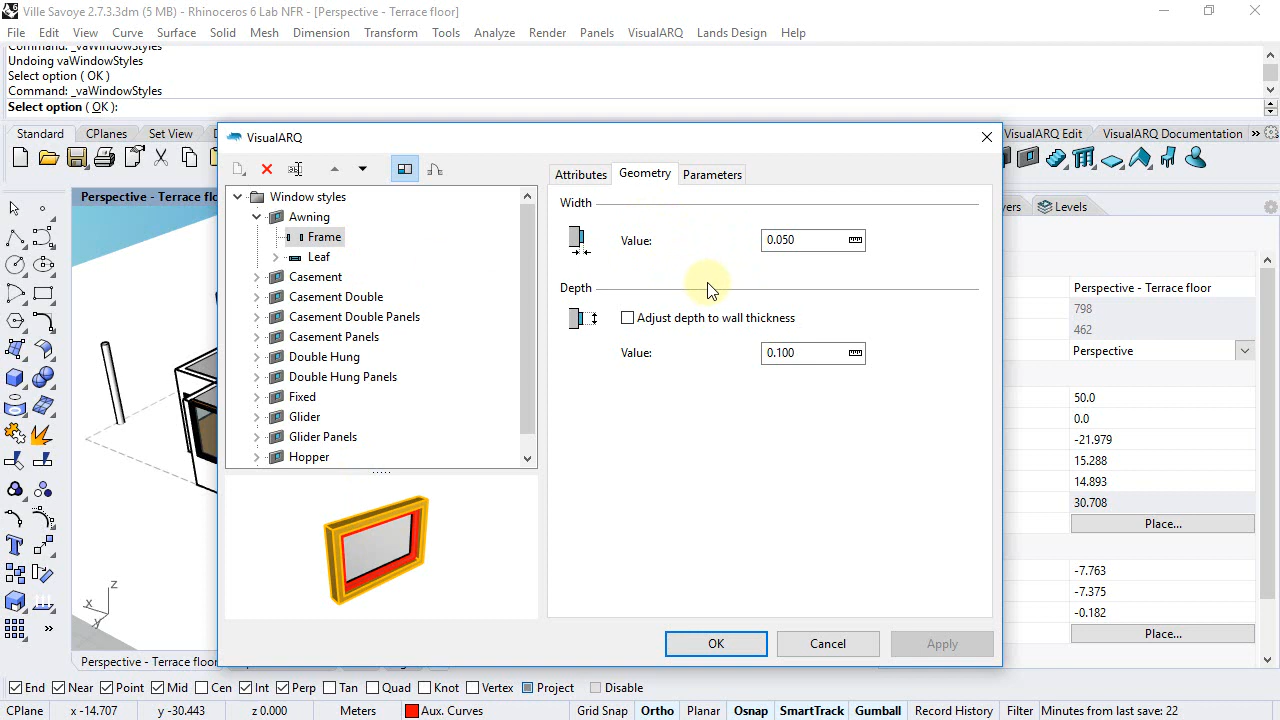 Ville Savoye 2.7.3.3dm (5 MB) - Rhinoceros 6 Lab NFR - [Perspective - Terrace floor]
File Edit View Curve Surface Solid Mesh Dimension Transform Tools Analyze Render Panels VisualARQ Lands Design Help
Command: _vaWindowStyles
Undoing vaWindowStyles
Select option ( OK )
Command: _vaWindowStyles
Select option ( OK ):
Standard CPlanes Set View VisualARQ Edit VisualARQ Documentation »
Perspective - Terrace
Levels
VisualARQ
Attributes Geometry Parameters
Window styles
Awning
Frame
Leaf
Casement
Casement Double
Casement Double Panels
Casement Panels
Double Hung
Double Hung Panels
Fixed
Glider
Glider Panels
Hopper
Width
Value: 0.050
Depth
Adjust depth to wall thickness
Value: 0.100
OK Cancel Apply
Perspective - Terrace floor
798
462
Perspective
50.0
0.0
-21.979
15.288
14.893
30.708
Place...
-7.763
-7.375
-0.182
Place...
z
x
y
»
Perspective - Terrace floor
End Near Point Mid Cen Int Perp Tan Quad Knot Vertex Project Disable
CPlane x -14.707 y -30.443 z 0.000 Meters Aux. Curves Grid Snap Ortho Planar Osnap SmartTrack Gumball Record History Filter Minutes from last save: 22